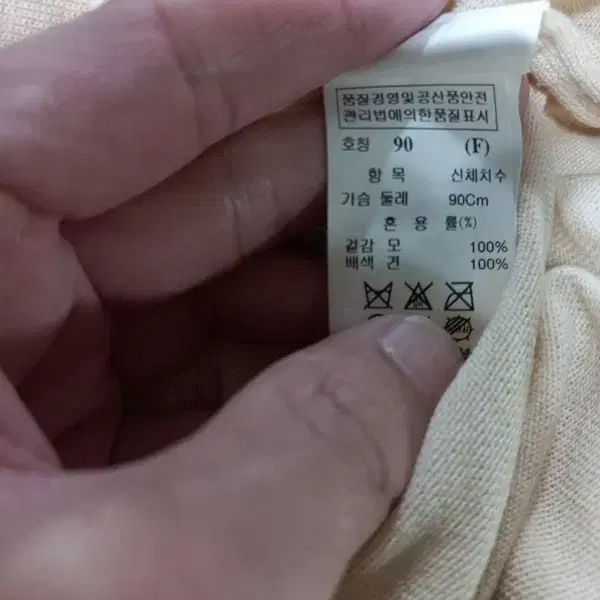 품질경영및공산품안전
관리법에의한품질표시
호칭 90 (F)
항 목 신체치수
가슴 둘레 90Cm
혼 용 률(%)
겉감 모 100%
배색 견 100%